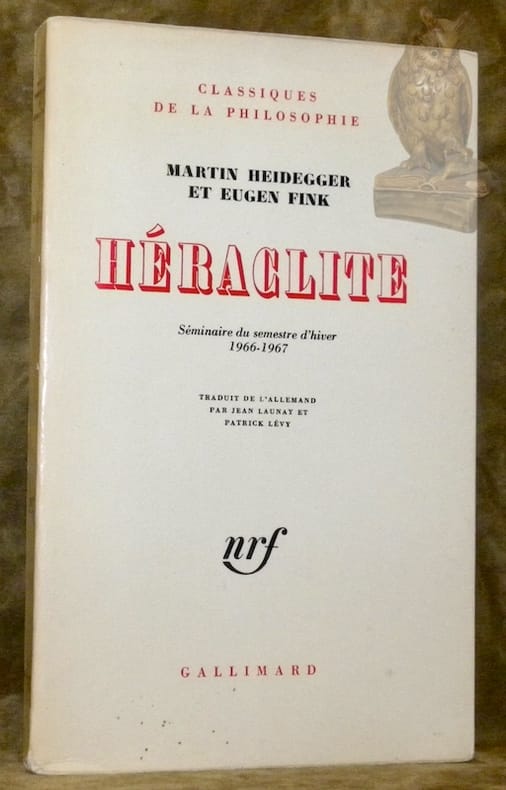 CLASSIQUES
DE LA PHILOSOPHIE
MARTIN HEIDEGGER
ET EUGEN FINK
HÉRACLITE
Séminaire du semestre d'hiver
1966-1967
TRADUIT DE L'ALLEMAND
PAR JEAN LAUNAY ET
PATRICK LÉVY
nrf
GALLIMARD